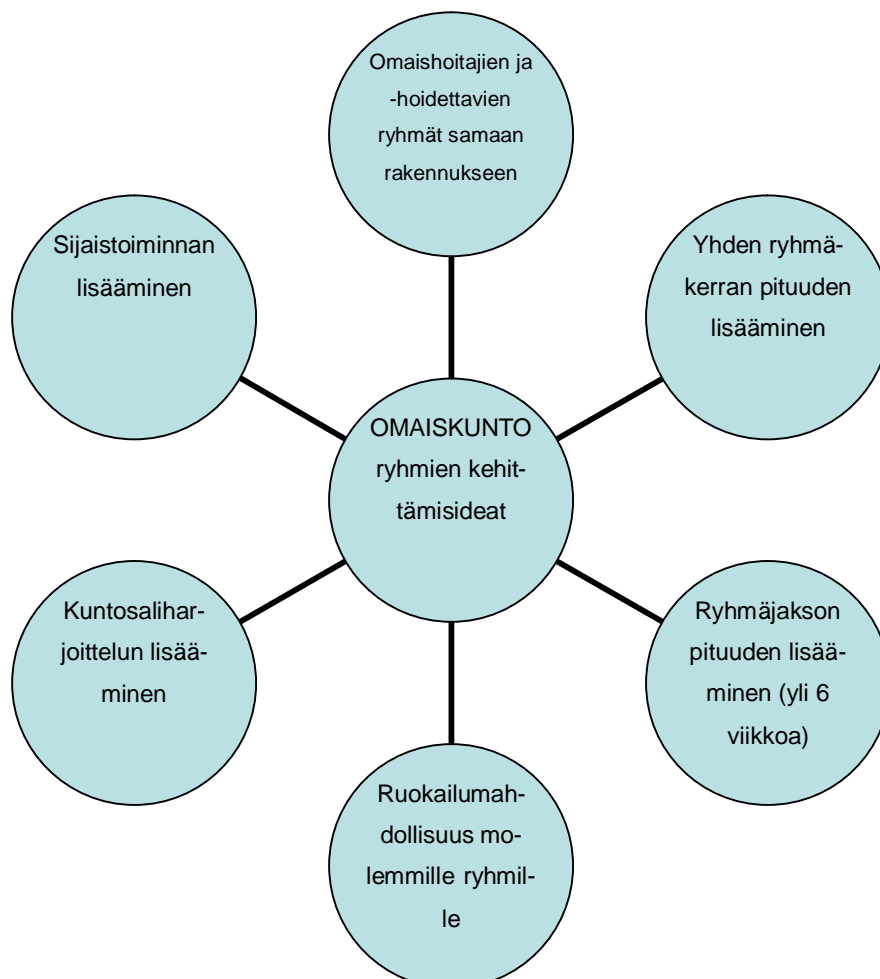 Omaishoitajien ja
-hoidettavien
ryhmät samaan
rakennukseen
Sijaistoiminnan
lisääminen
Yhden ryhmä-
kerran pituuden
lisääminen
OMAISKUNTO
ryhmien kehit-
tämisideat
Kuntosalihar-
joittelun lisää-
minen
Ryhmäjakson
pituuden lisää-
minen (yli 6
viikkoa)
Ruokailumah-
dollisuus mo-
lemmille ryhmil-
le